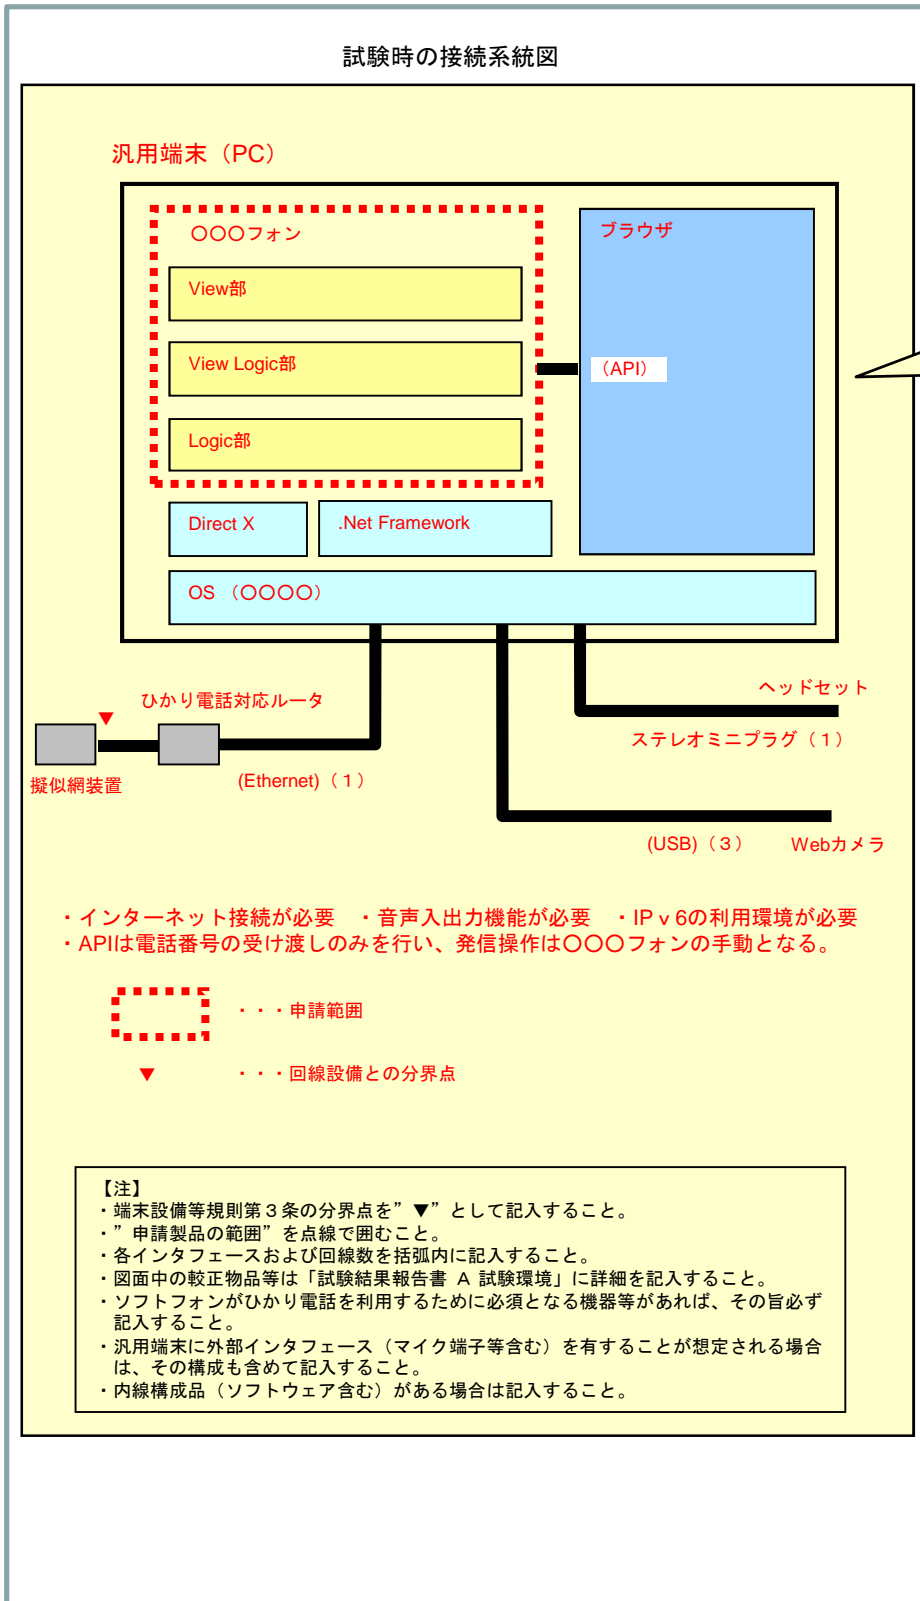 試験時の接続系統図
汎用端末（PC）
〇〇〇フォン
ブラウザ
View部
View Logic部
（API）
Logic部
Direct X
.Net Framework
OS （〇〇〇〇）
ひかり電話対応ルータ
ヘッドセット
▼
ステレオミニプラグ（１）
擬似網装置
(Ethernet)（１）
(USB)（３）
Webカメラ
・インターネット接続が必要　・音声入出力機能が必要　・IPｖ6の利用環境が必要
・APIは電話番号の受け渡しのみを行い、発信操作は〇〇〇フォンの手動となる。
・・・申請範囲
▼ ・・・回線設備との分界点
【注】
・端末設備等規則第３条の分界点を”▼”として記入すること。
・”申請製品の範囲”を点線で囲むこと。
・各インタフェースおよび回線数を括弧内に記入すること。
・図面中の較正物品等は「試験結果報告書 A 試験環境」に詳細を記入すること。
・ソフトフォンがひかり電話を利用するために必須となる機器等があれば、その旨必ず
記入すること。
・汎用端末に外部インタフェース（マイク端子等含む）を有することが想定される場合
は、その構成も含めて記入すること。
・内線構成品（ソフトウェア含む）がある場合は記入すること。